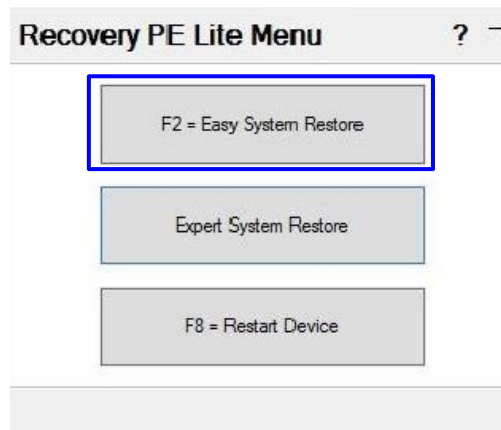 Recovery PE Lite Menu ?
F2 = Easy System Restore
Expert System Restore
F8 = Restart Device